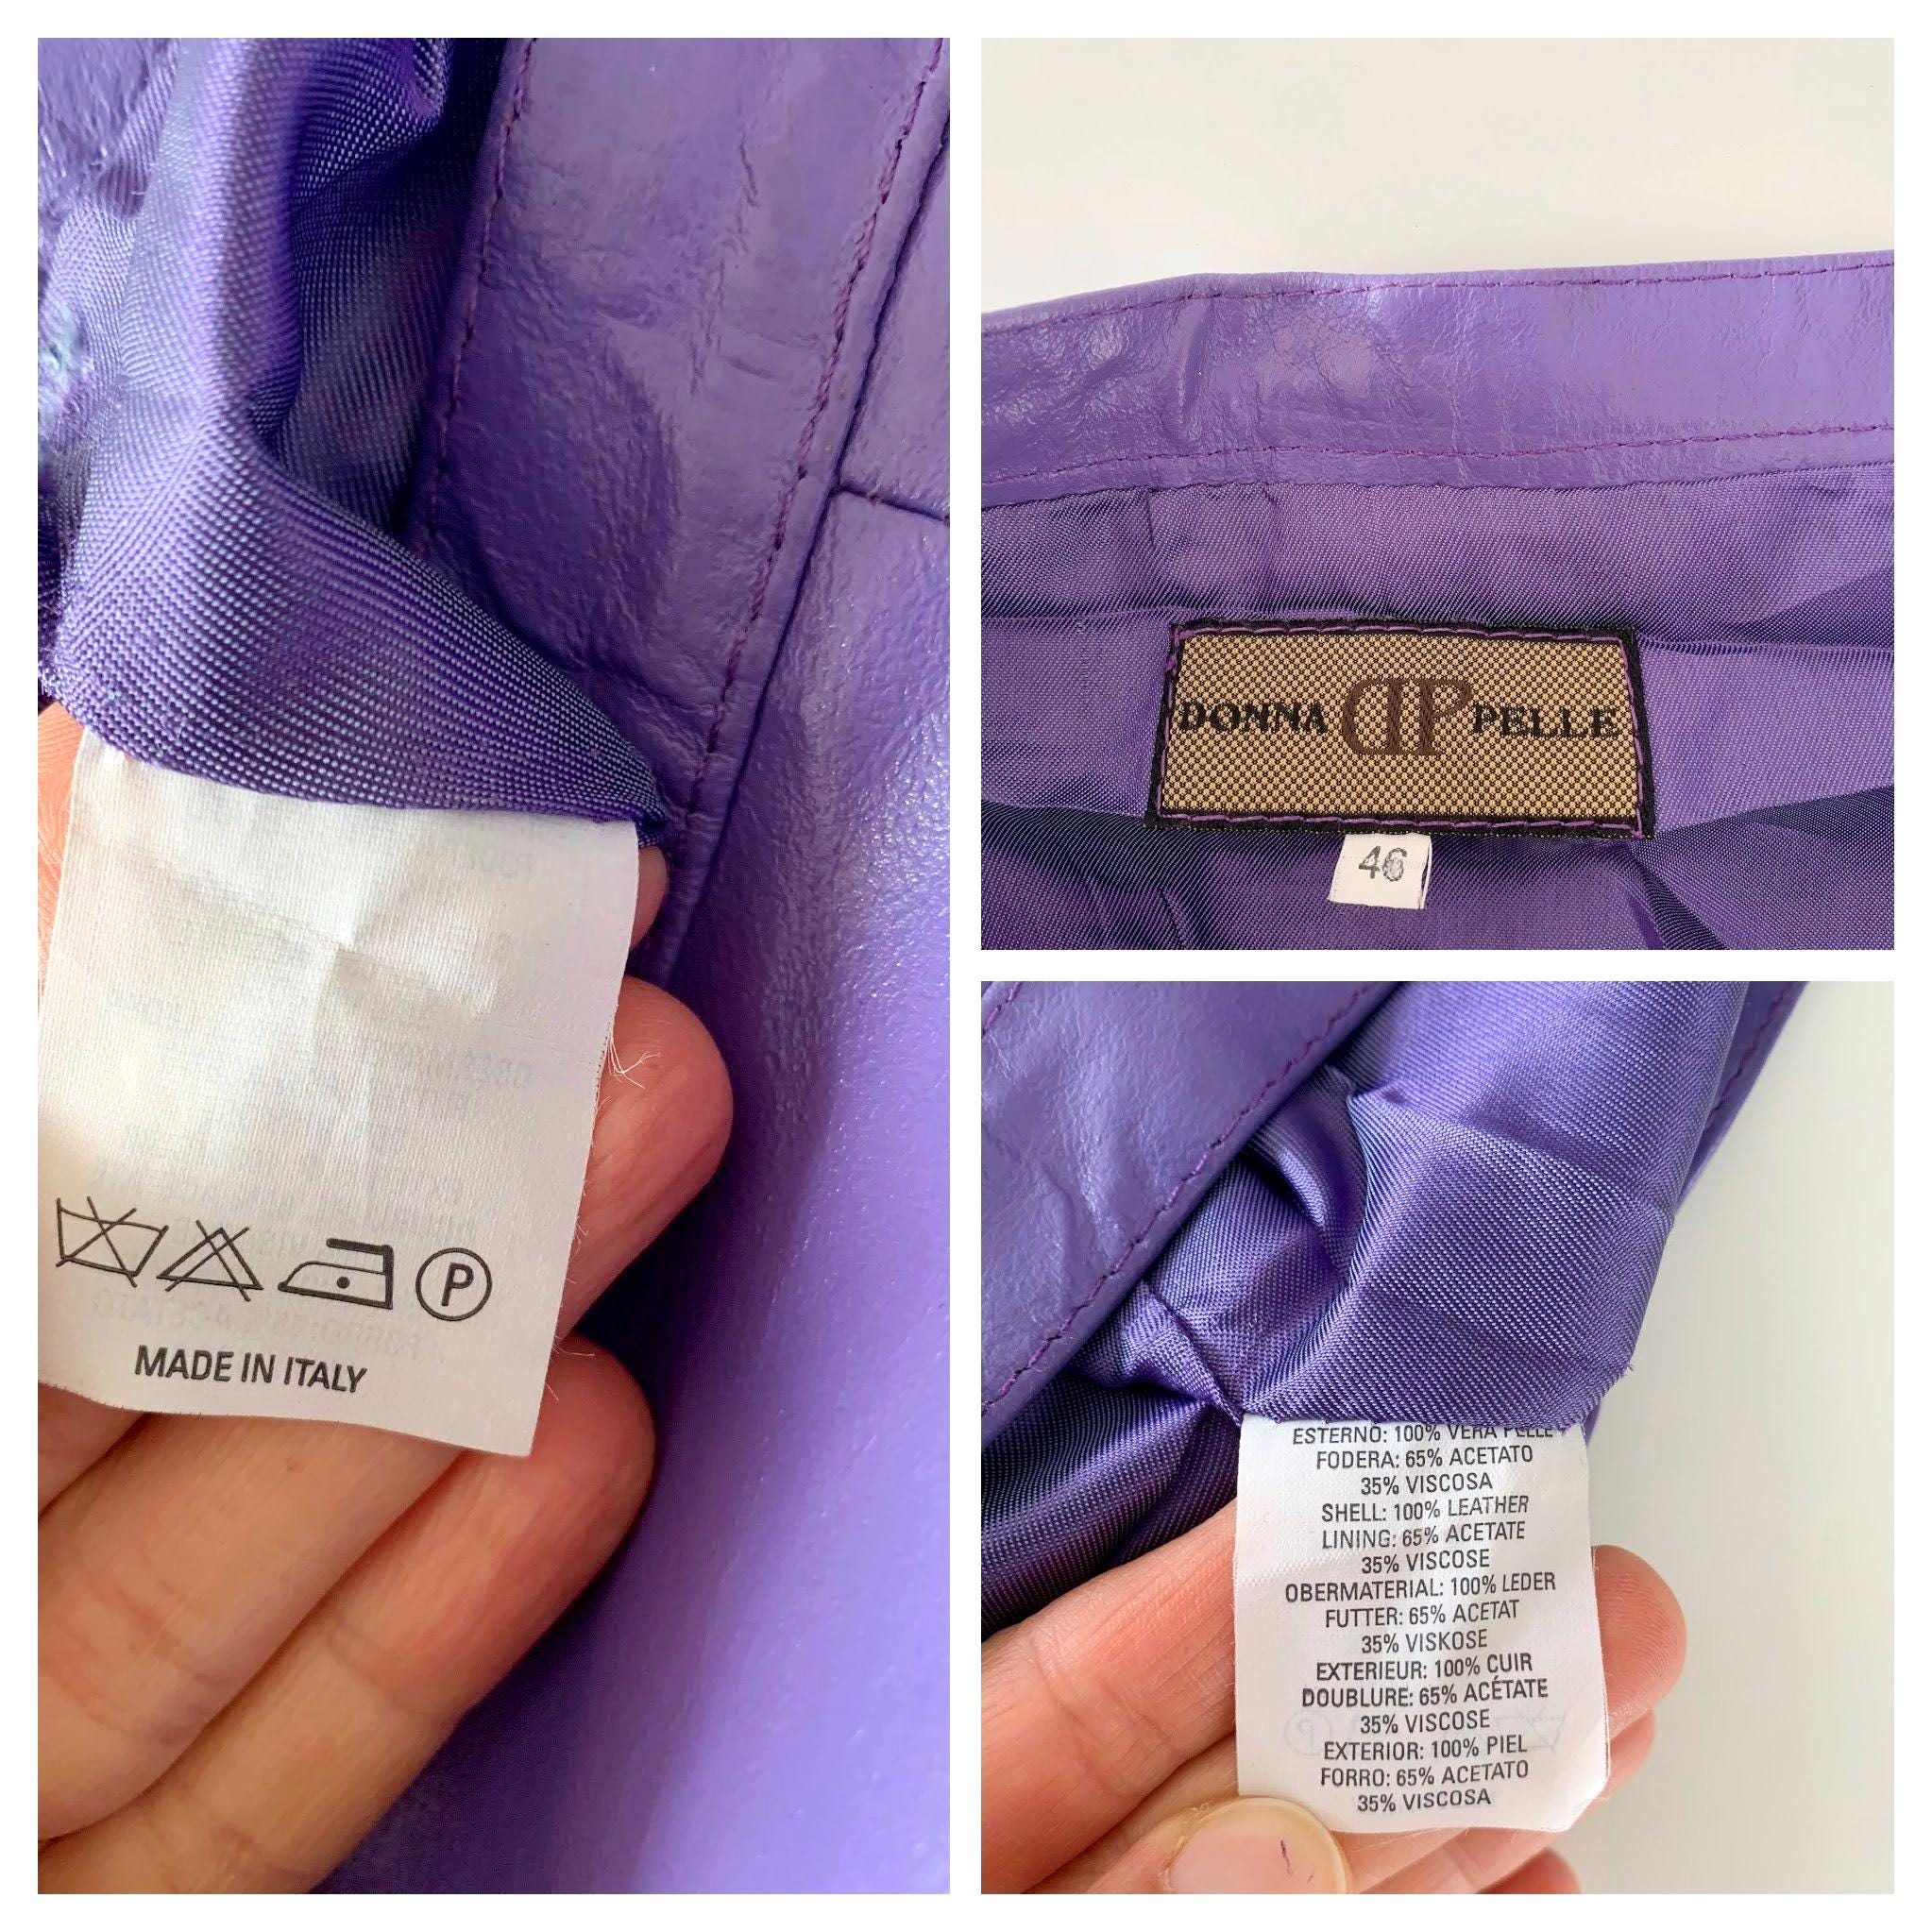 P
MADE IN ITALY
DONNA DP PELLE
46
ESTERNO: 100% VERA PELLE
FODERA: 65% ACETATO
35% VISCOSA
SHELL: 100% LEATHER
LINING: 65% ACETATE
35% VISCOSE
OBERMATERIAL: 100% LEDER
FUTTER: 65% ACETAT
35% VISKOSE
EXTERIEUR: 100% CUIR
DOUBLURE: 65% ACÉTATE
35% VISCOSE
EXTERIOR: 100% PIEL
FORRO: 65% ACETATO
35% VISCOSA